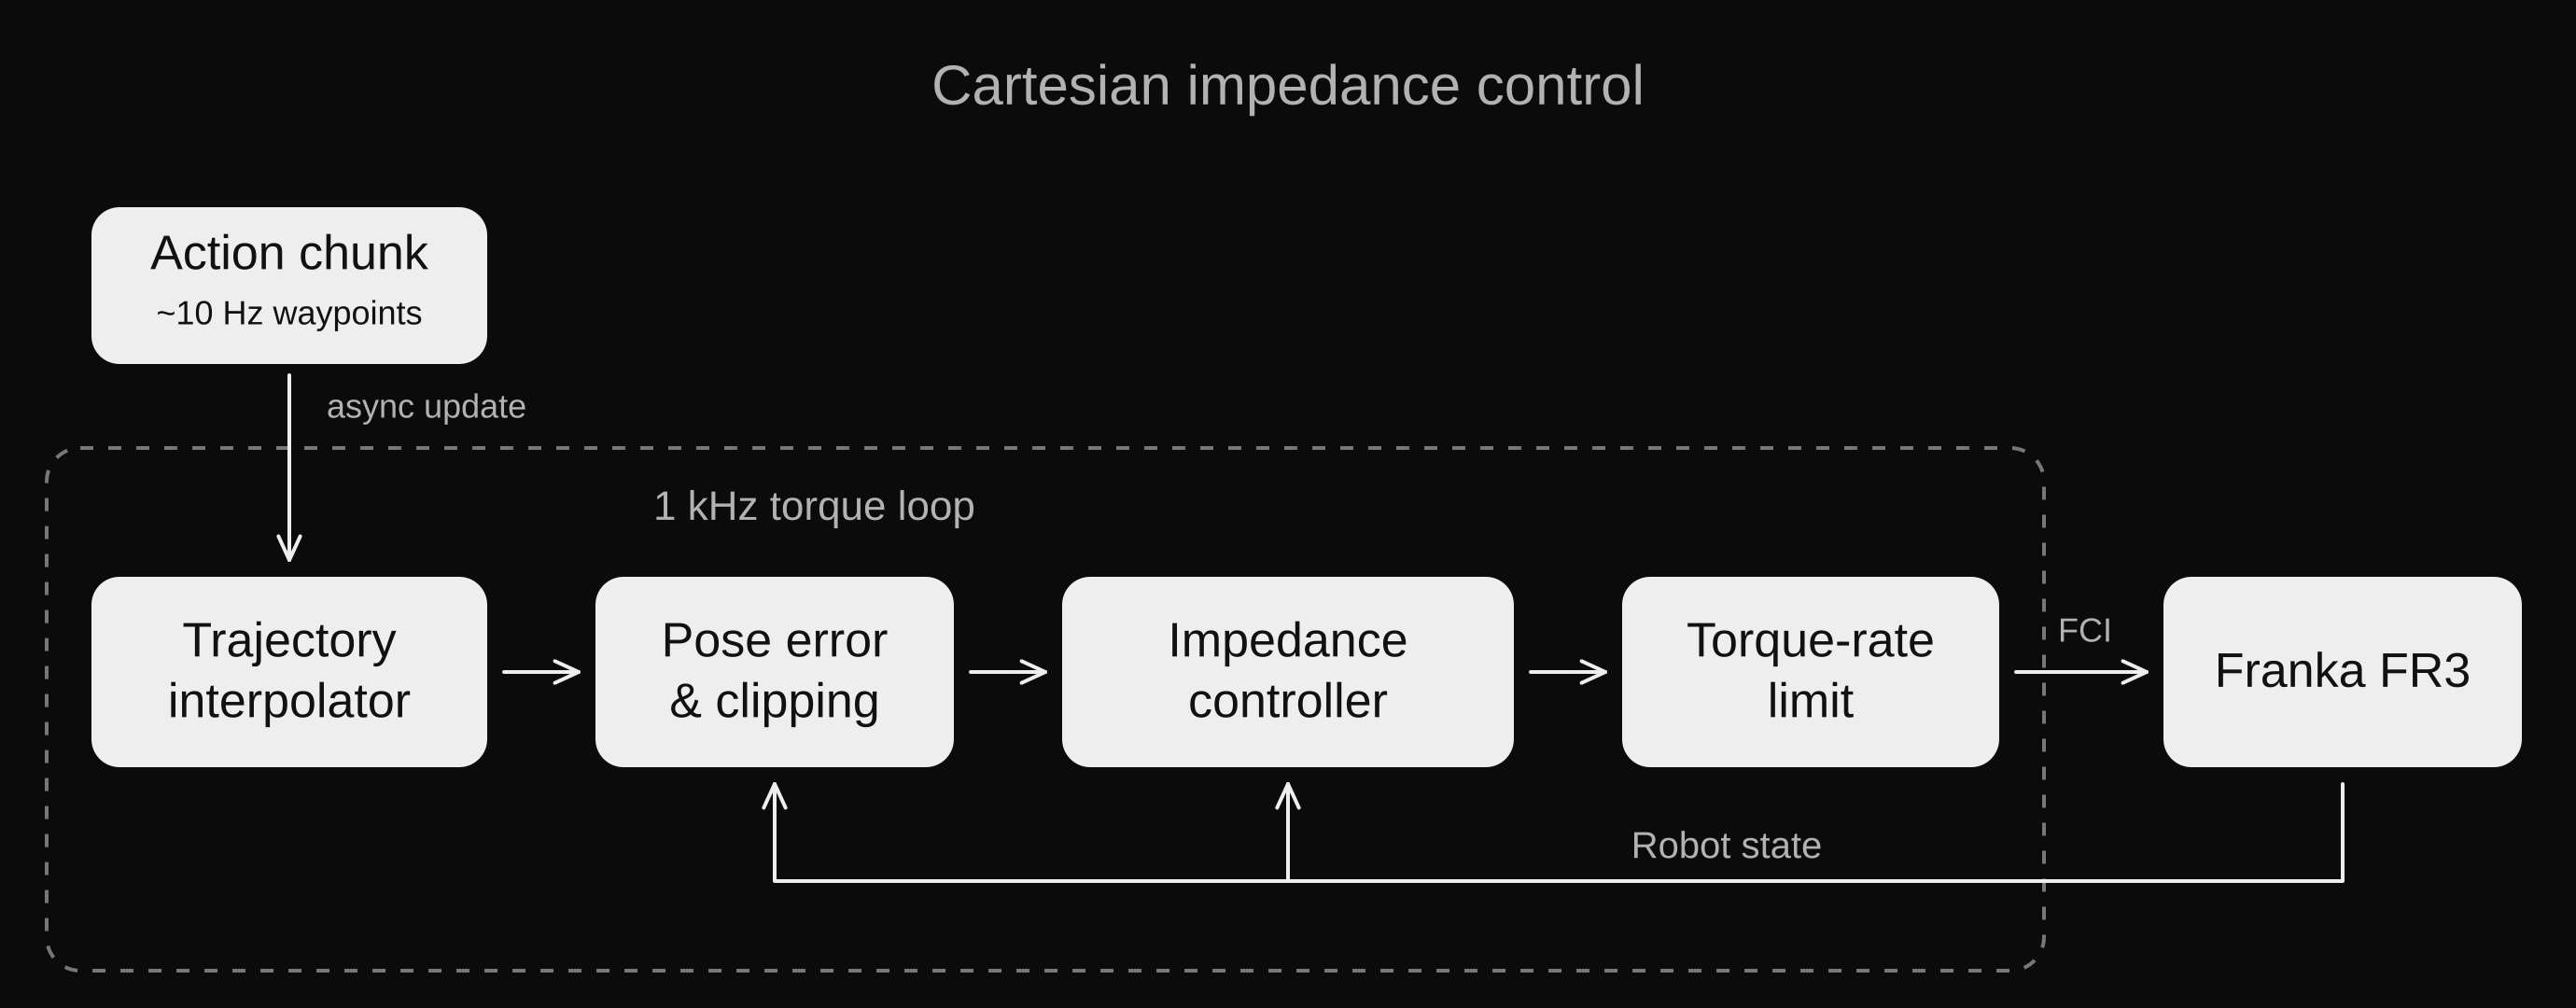 Cartesian impedance control
Action chunk
~10 Hz waypoints
async update
1 kHz torque loop
Trajectory
interpolator
Pose error
& clipping
Impedance
controller
Torque-rate
limit
FCI
Franka FR3
Robot state